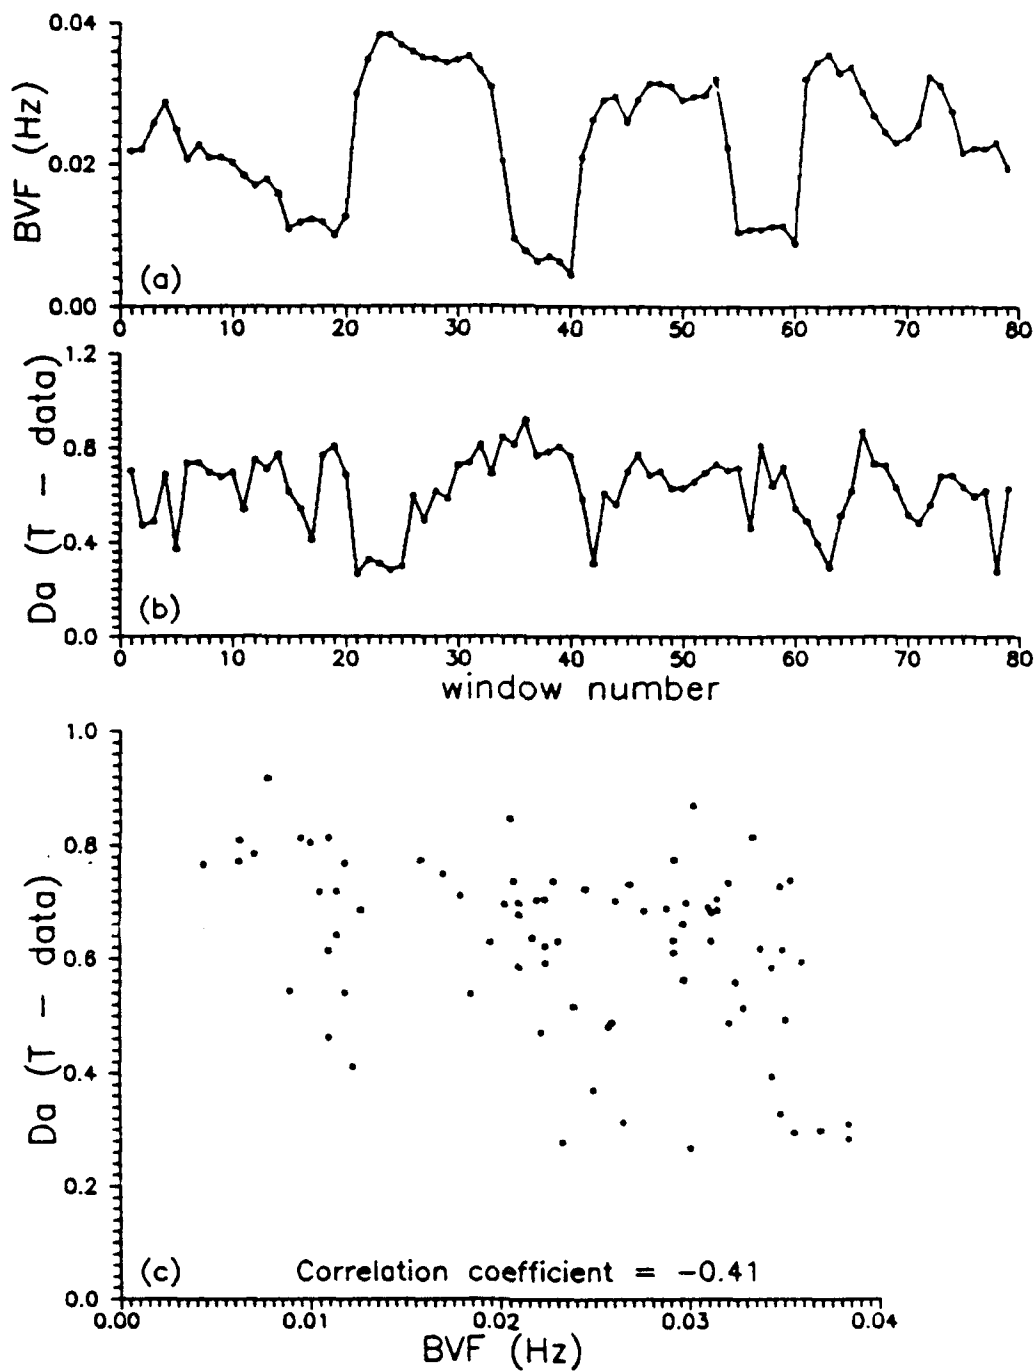 0.04
0.02
0.00
BVF (Hz)
(a)
0 10 20 30 40 50 60 70 80
1.2
0.8
0.4
0.0
Da (T - data)
(b)
0 10 20 30 40 50 60 70 80
window number
1.0
0.8
0.6
0.4
0.2
0.0
Da (T - data)
(c) Correlation coefficient = -0.41
0.00 0.01 0.02 0.03 0.04
BVF (Hz)